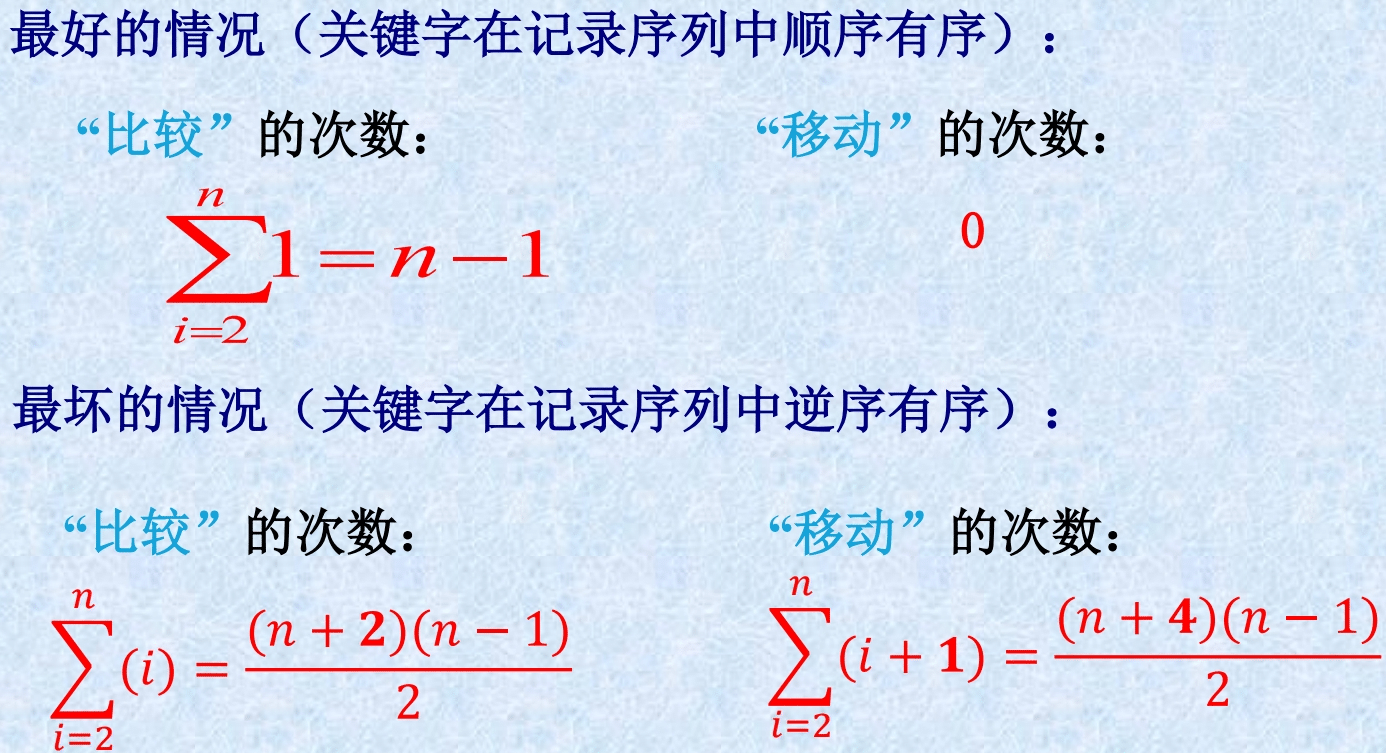 最好的情况（关键字在记录序列中顺序有序）：
“比较”的次数： “移动”的次数：
\sum_{i=2}^{n} 1 = n - 1 0
最坏的情况（关键字在记录序列中逆序有序）：
“比较”的次数： “移动”的次数：
\sum_{i=2}^{n} (i) = \frac{(n + 2)(n - 1)}{2} \sum_{i=2}^{n} (i + 1) = \frac{(n + 4)(n - 1)}{2}